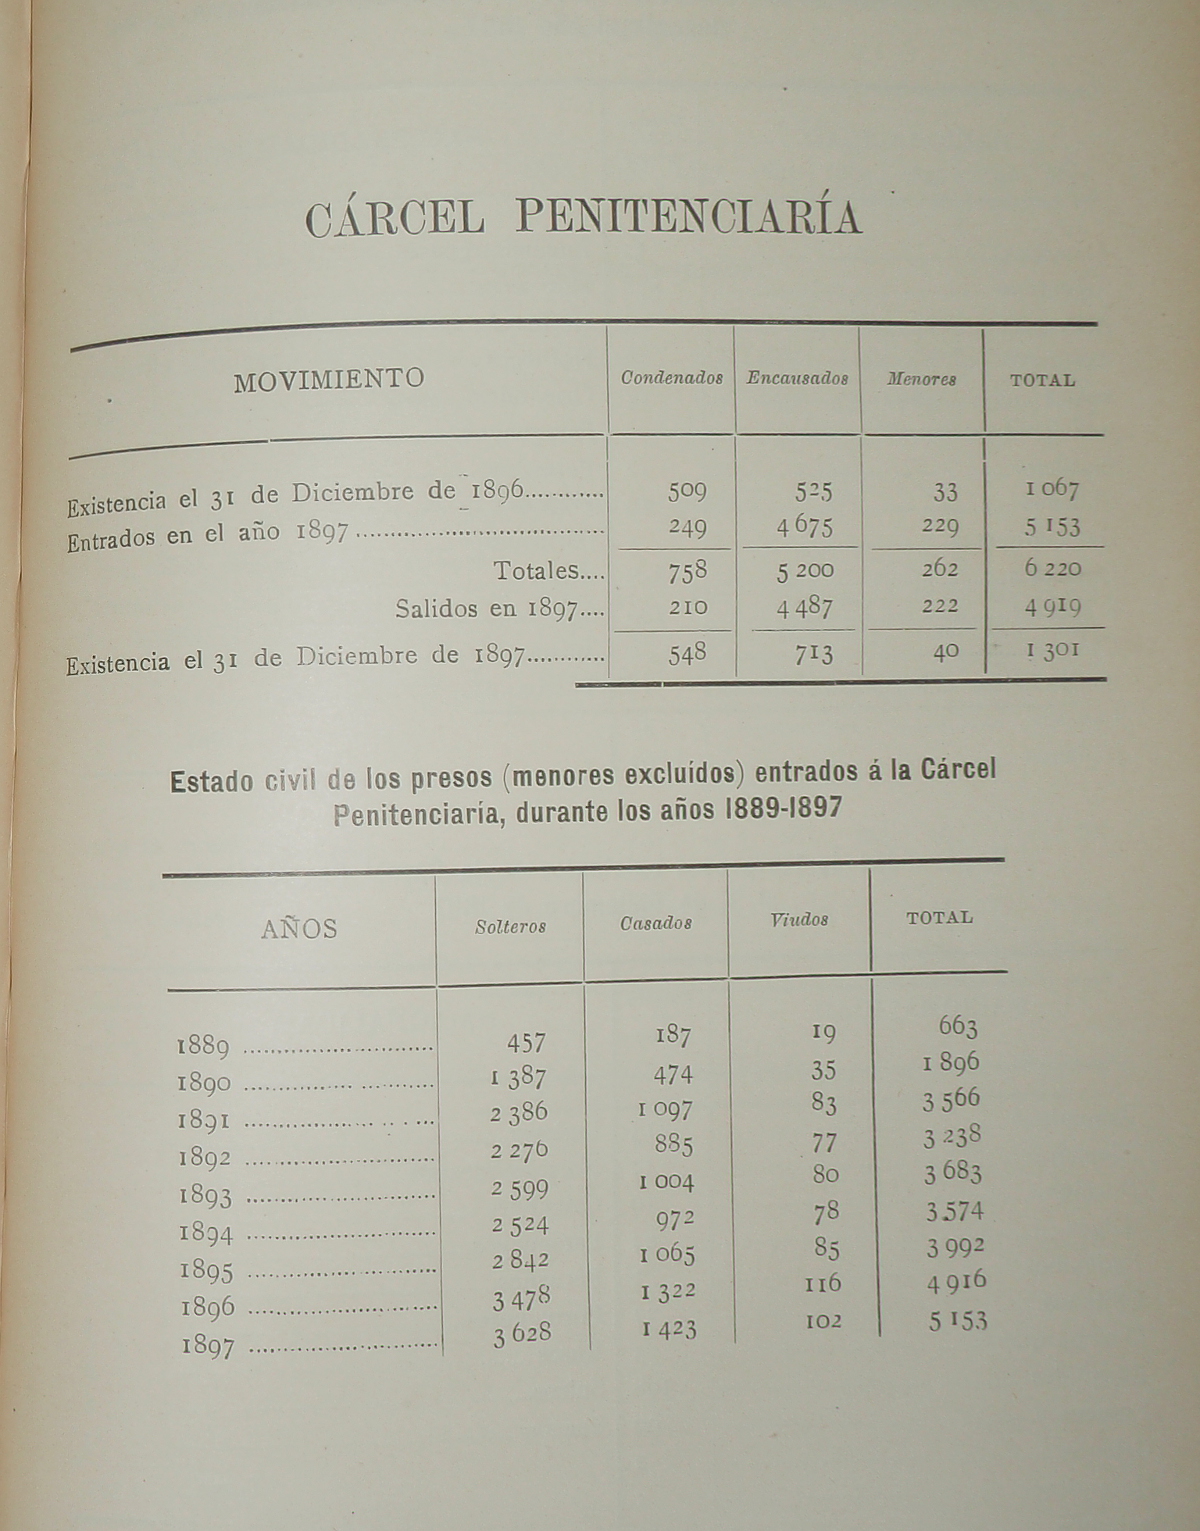 CÁRCEL PENITENCIARÍA
MOVIMIENTO Condenados Encausados Menores TOTAL
Existencia el 31 de Diciembre de 1896............ 509 525 33 1 067
Entrados en el año 1897.................................... 249 4 675 229 5 153
Totales.... 758 5 200 262 6 220
Salidos en 1897.... 210 4 487 222 4 919
Existencia el 31 de Diciembre de 1897............ 548 713 40 1 301
Estado civil de los presos (menores excluídos) entrados á la Cárcel
Penitenciaría, durante los años 1889-1897
AÑOS Solteros Casados Viudos TOTAL
1889 ............................ 457 187 19 663
1890 ............................ 1 387 474 35 1 896
1891 ............................ 2 386 1 097 83 3 566
1892 ............................ 2 276 885 77 3 238
1893 ............................ 2 599 1 004 80 3 683
1894 ............................ 2 524 972 78 3 574
1895 ............................ 2 842 1 065 85 3 992
1896 ............................ 3 478 1 322 116 4 916
1897 ............................ 3 628 1 423 102 5 153